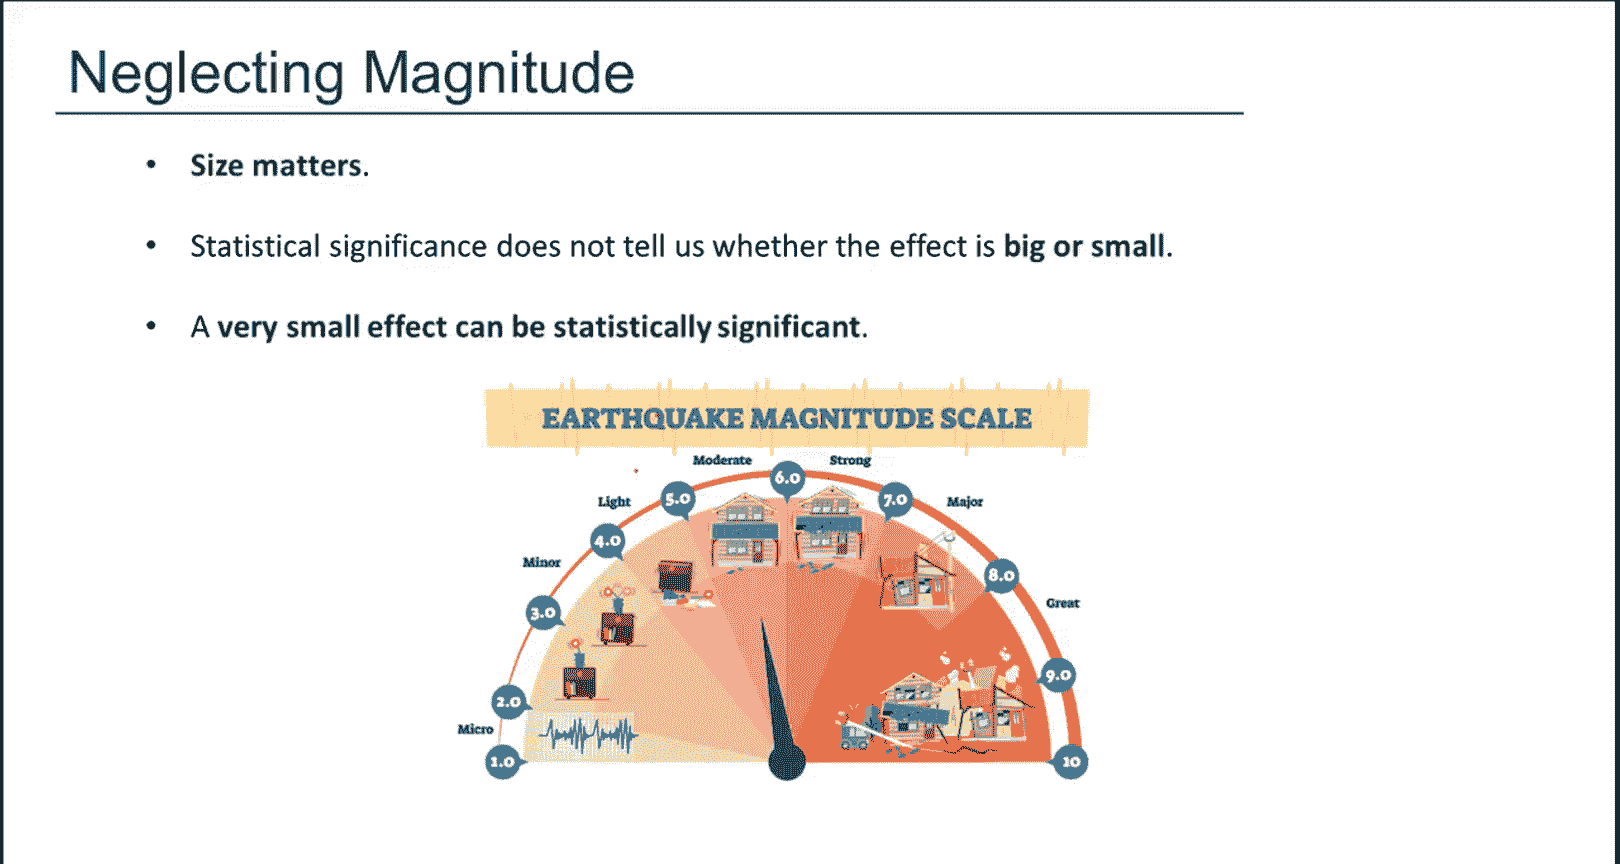 Neglecting Magnitude
• Size matters.
• Statistical significance does not tell us whether the effect is big or small.
• A very small effect can be statistically significant.
EARTHQUAKE MAGNITUDE SCALE
Moderate
Strong
6.0
Light
5.0
7.0
Major
4.0
Minor
8.0
3.0
Great
9.0
2.0
Micro
1.0
10